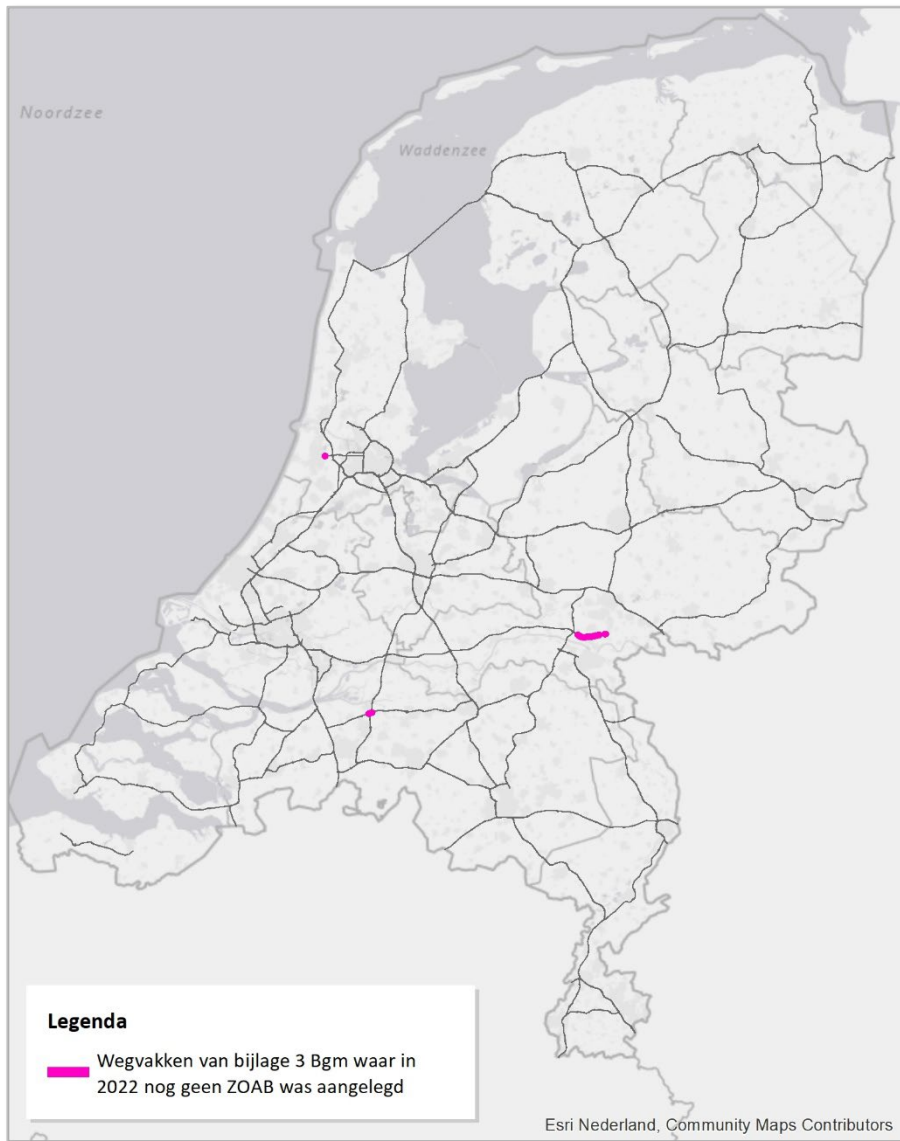 Noordzee
Waddenzee
Legenda
Wegvakken van bijlage 3 Bgm waar in
2022 nog geen ZOAB was aangelegd
Esri Nederland, Community Maps Contributors